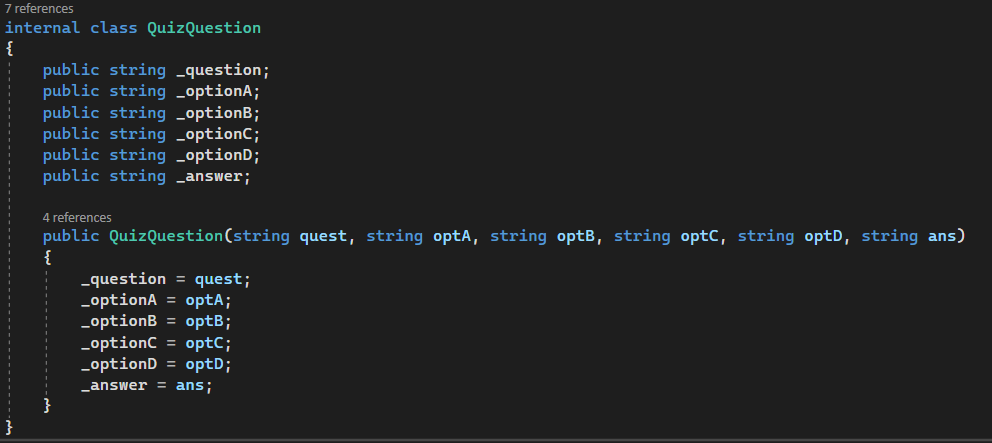 7 references
internal class QuizQuestion
{
public string _question;
public string _optionA;
public string _optionB;
public string _optionC;
public string _optionD;
public string _answer;
4 references
public QuizQuestion(string quest, string optA, string optB, string optC, string optD, string ans)
{
_question = quest;
_optionA = optA;
_optionB = optB;
_optionC = optC;
_optionD = optD;
_answer = ans;
}
}